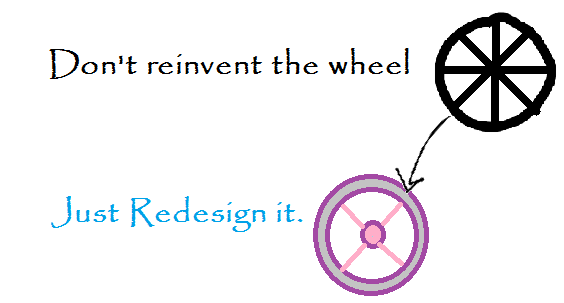 Don't reinvent the wheel
Just Redesign it.